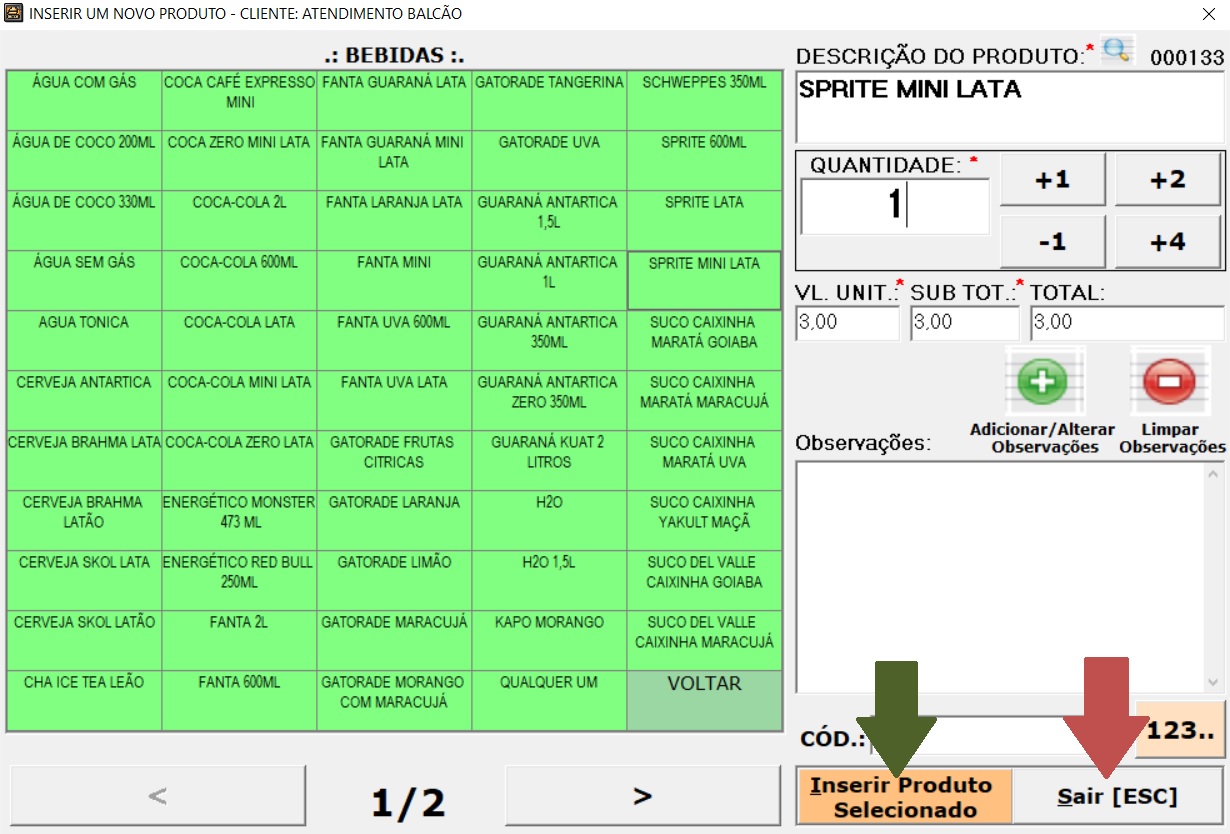 INSERIR UM NOVO PRODUTO - CLIENTE: ATENDIMENTO BALCÃO
.: BEBIDAS :.
ÁGUA COM GÁS
COCA CAFÉ EXPRESSO
MINI
FANTA GUARANÁ LATA
GATORADE TANGERINA
SCHWEPPES 350ML
ÁGUA DE COCO 200ML
COCA ZERO MINI LATA
FANTA GUARANÁ MINI
LATA
GATORADE UVA
SPRITE 600ML
ÁGUA DE COCO 330ML
COCA-COLA 2L
FANTA LARANJA LATA
GUARANÁ ANTARTICA
1,5L
SPRITE LATA
ÁGUA SEM GÁS
COCA-COLA 600ML
FANTA MINI
GUARANÁ ANTARTICA
1L
SPRITE MINI LATA
AGUA TONICA
COCA-COLA LATA
FANTA UVA 600ML
GUARANÁ ANTARTICA
350ML
SUCO CAIXINHA
MARATÁ GOIABA
CERVEJA ANTARTICA
COCA-COLA MINI LATA
FANTA UVA LATA
GUARANÁ ANTARTICA
ZERO 350ML
SUCO CAIXINHA
MARATÁ MARACUJÁ
CERVEJA BRAHMA LATA
COCA-COLA ZERO LATA
GATORADE FRUTAS
CITRICAS
GUARANÁ KUAT 2
LITROS
SUCO CAIXINHA
MARATÁ UVA
CERVEJA BRAHMA
LATÃO
ENERGÉTICO MONSTER
473 ML
GATORADE LARANJA
H2O
SUCO CAIXINHA
YAKULT MAÇÃ
CERVEJA SKOL LATA
ENERGÉTICO RED BULL
250ML
GATORADE LIMÃO
H2O 1,5L
SUCO DEL VALLE
CAIXINHA GOIABA
CERVEJA SKOL LATÃO
FANTA 2L
GATORADE MARACUJÁ
KAPO MORANGO
SUCO DEL VALLE
CAIXINHA MARACUJÁ
CHA ICE TEA LEÃO
FANTA 600ML
GATORADE MORANGO
COM MARACUJÁ
QUALQUER UM
VOLTAR
<
1/2
>
DESCRIÇÃO DO PRODUTO:* 000133
SPRITE MINI LATA
QUANTIDADE: *
1
+1
+2
-1
+4
VL. UNIT.:* SUB TOT.:* TOTAL:
3,00 3,00 3,00
Adicionar/Alterar
Observações
Limpar
Observações
Observações:
CÓD.:
123..
Inserir Produto
Selecionado
Sair [ESC]